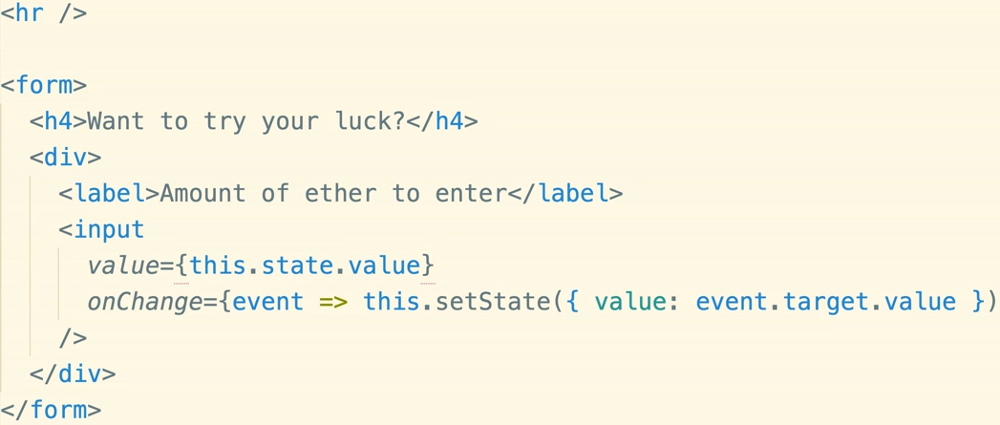 <hr />
<form>
<h4>Want to try your luck?</h4>
<div>
<label>Amount of ether to enter</label>
<input
value={this.state.value}
onChange={event => this.setState({ value: event.target.value })
/>
</div>
</form>